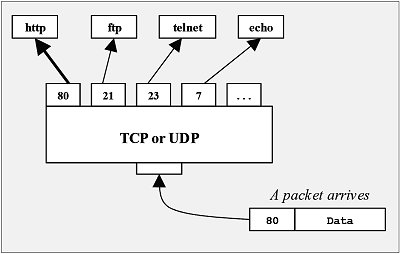 http ftp telnet echo
80 21 23 7 . . .
TCP or UDP
A packet arrives
80 Data